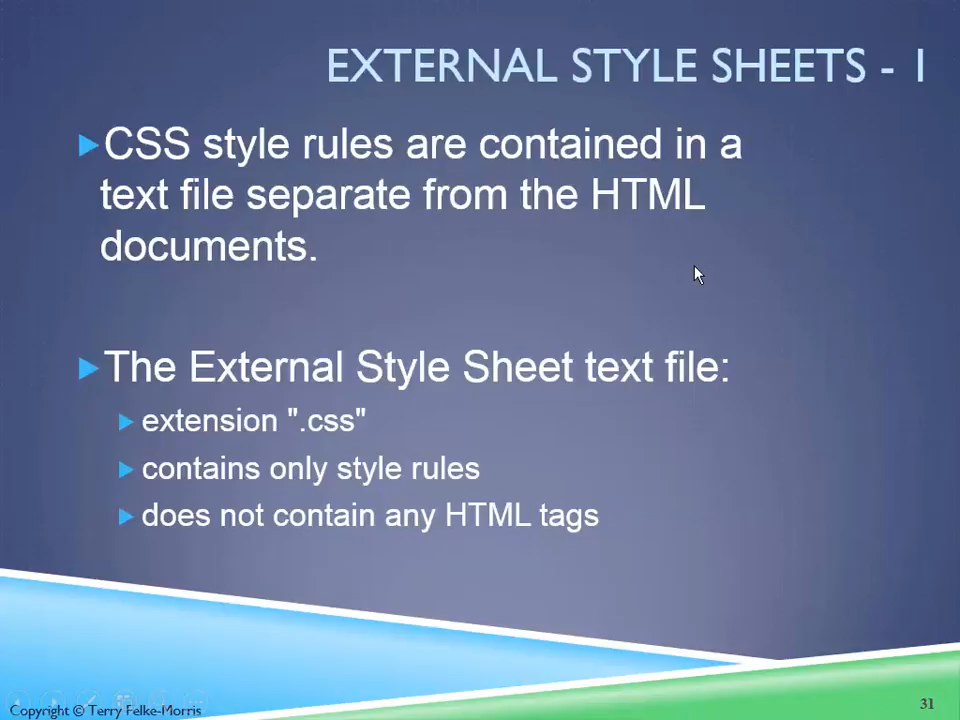 EXTERNAL STYLE SHEETS - 1
CSS style rules are contained in a
text file separate from the HTML
documents.
The External Style Sheet text file:
extension ".css"
contains only style rules
does not contain any HTML tags
Copyright © Terry Felke-Morris
31